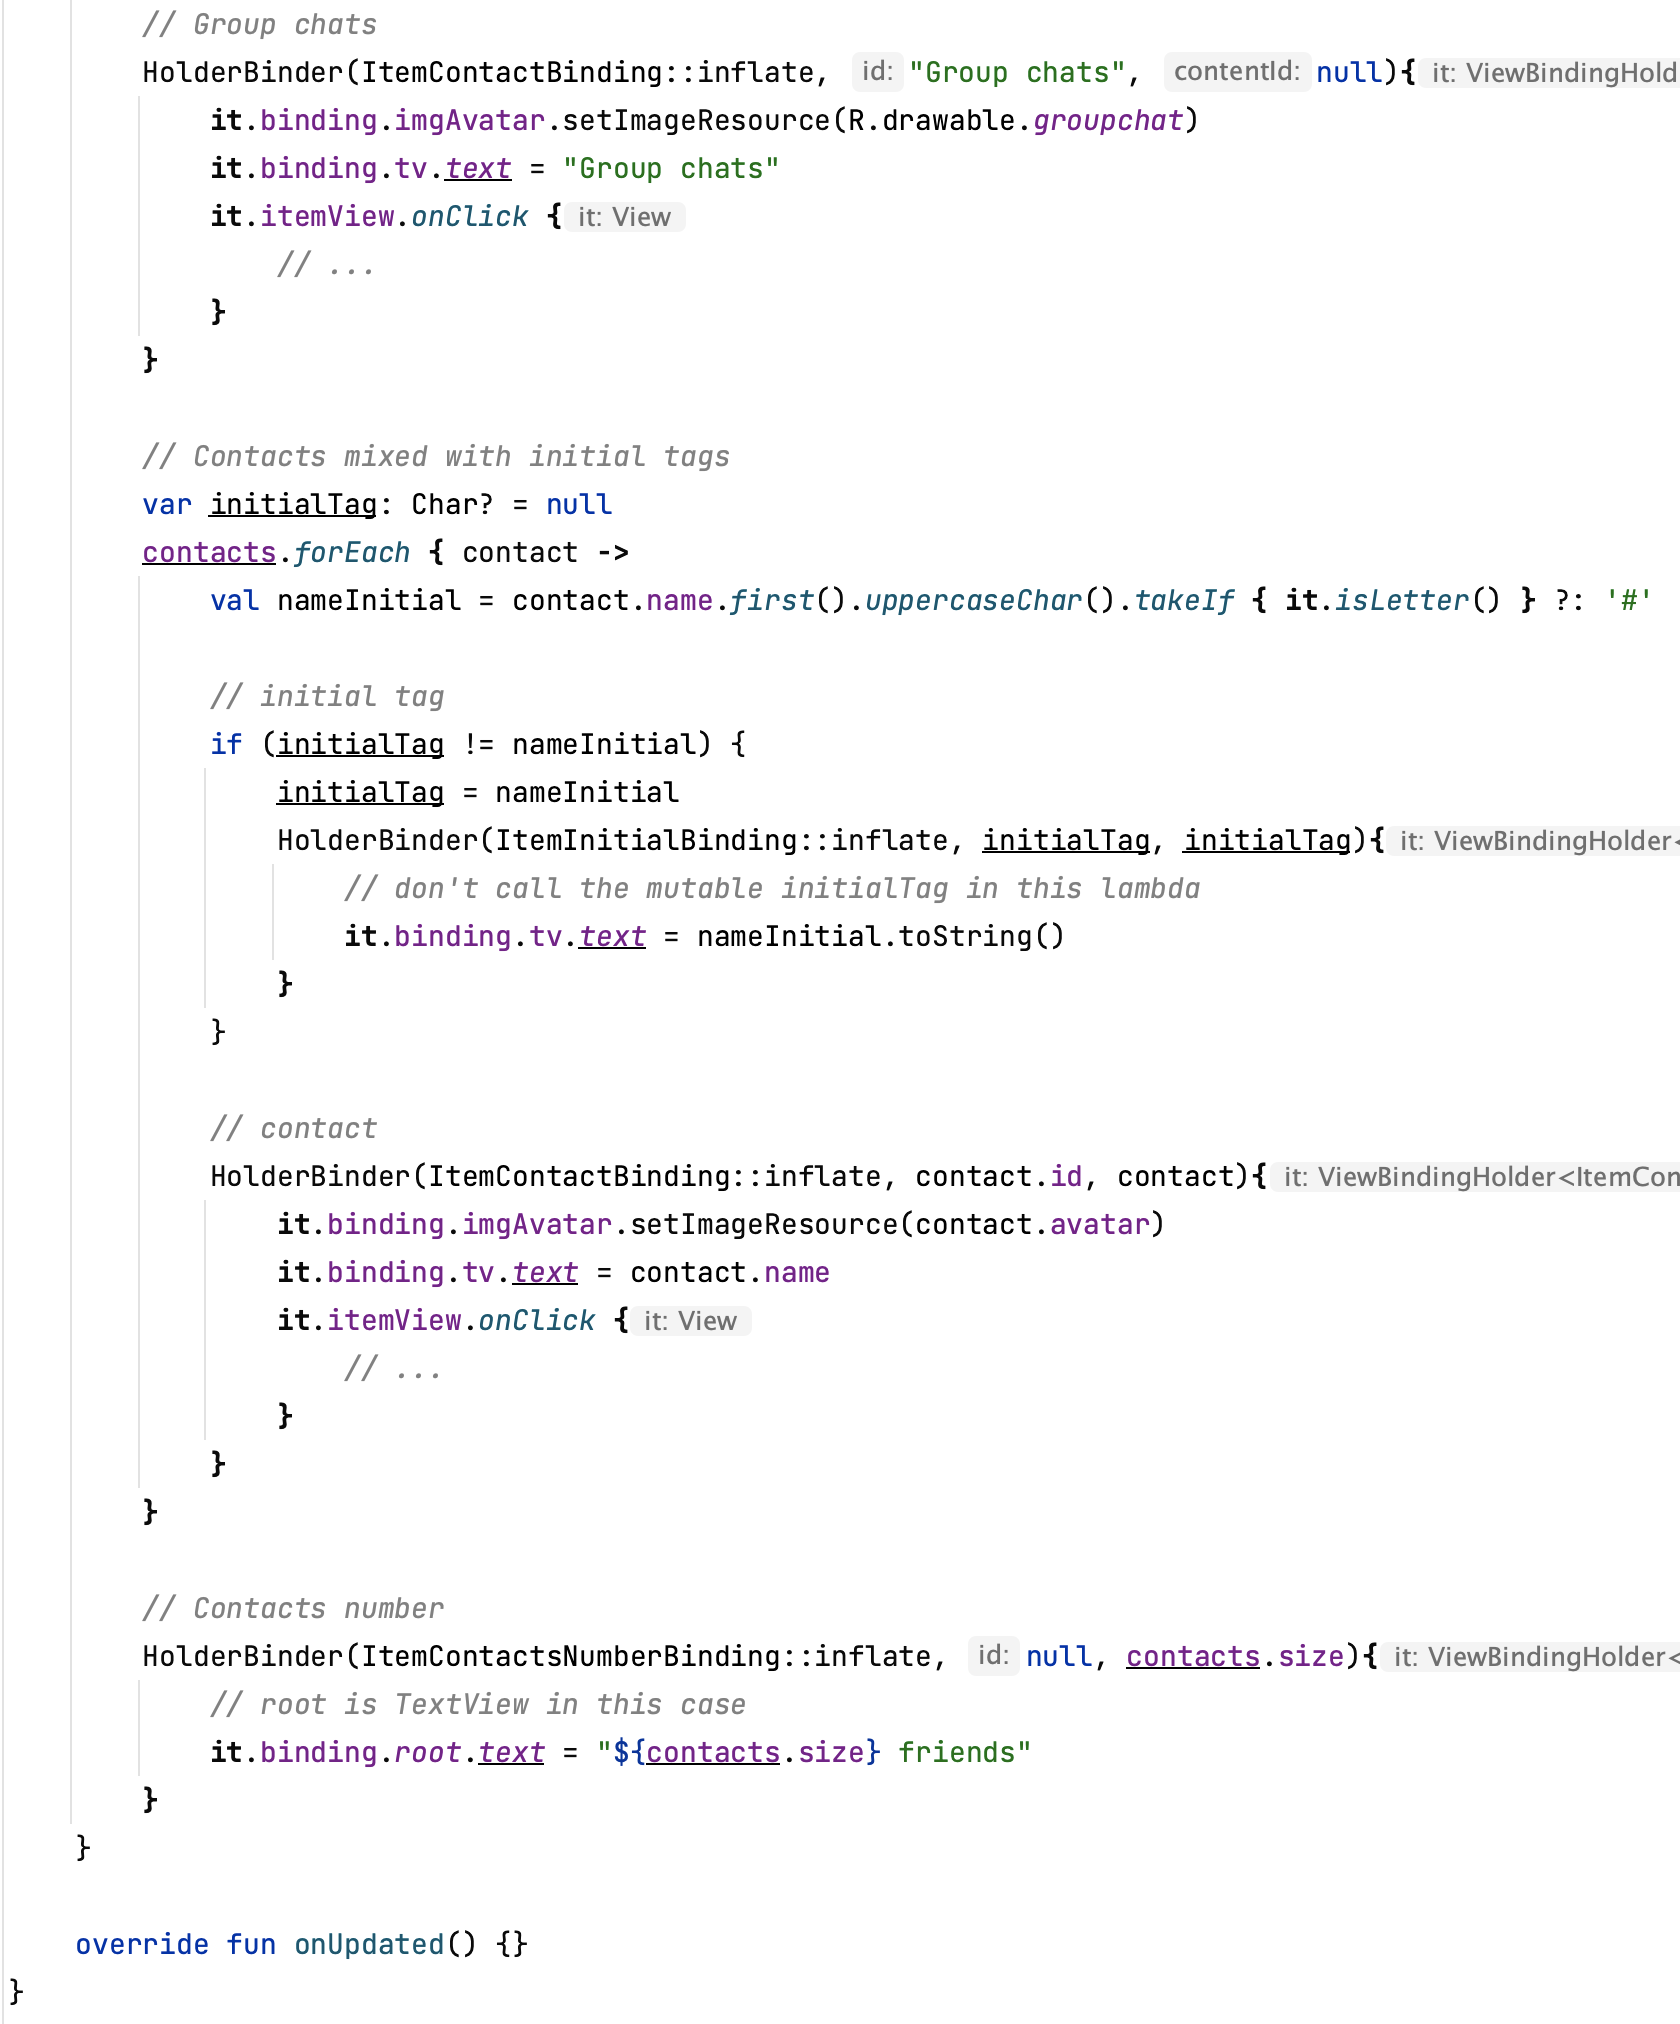 // Group chats
HolderBinder(ItemContactBinding::inflate, id: "Group chats", contentId: null){ it: ViewBindingHold
it.binding.imgAvatar.setImageResource(R.drawable.groupchat)
it.binding.tv.text = "Group chats"
it.itemView.onClick { it: View
// ...
}
}
// Contacts mixed with initial tags
var initialTag: Char? = null
contacts.forEach { contact ->
val nameInitial = contact.name.first().uppercaseChar().takeIf { it.isLetter() } ?: '#'
// initial tag
if (initialTag != nameInitial) {
initialTag = nameInitial
HolderBinder(ItemInitialBinding::inflate, initialTag, initialTag){ it: ViewBindingHolder<
// don't call the mutable initialTag in this lambda
it.binding.tv.text = nameInitial.toString()
}
}
// contact
HolderBinder(ItemContactBinding::inflate, contact.id, contact){ it: ViewBindingHolder<ItemCon
it.binding.imgAvatar.setImageResource(contact.avatar)
it.binding.tv.text = contact.name
it.itemView.onClick { it: View
// ...
}
}
}
// Contacts number
HolderBinder(ItemContactsNumberBinding::inflate, id: null, contacts.size){ it: ViewBindingHolder<
// root is TextView in this case
it.binding.root.text = "${contacts.size} friends"
}
}
override fun onUpdated() {}
}